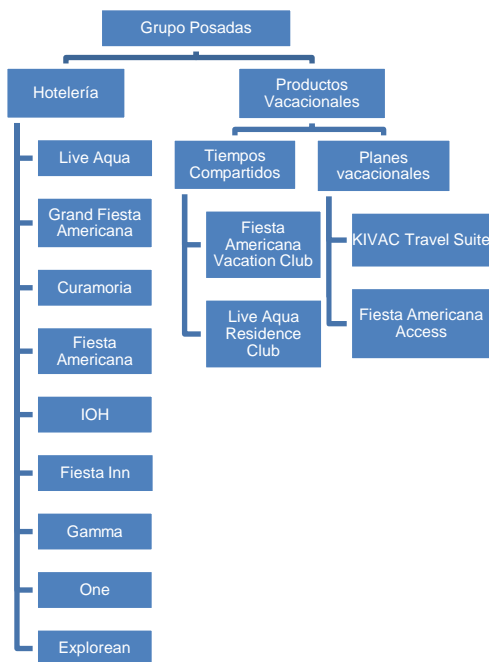 Grupo Posadas
Hotelería
Productos
Vacacionales
Tiempos
Compartidos
Planes
vacacionales
Live Aqua
Grand Fiesta
Americana
Curamoria
Fiesta
Americana
IOH
Fiesta Inn
Gamma
One
Explorean
Fiesta
Americana
Vacation Club
Live Aqua
Residence
Club
KIVAC Travel Suite
Fiesta Americana
Access